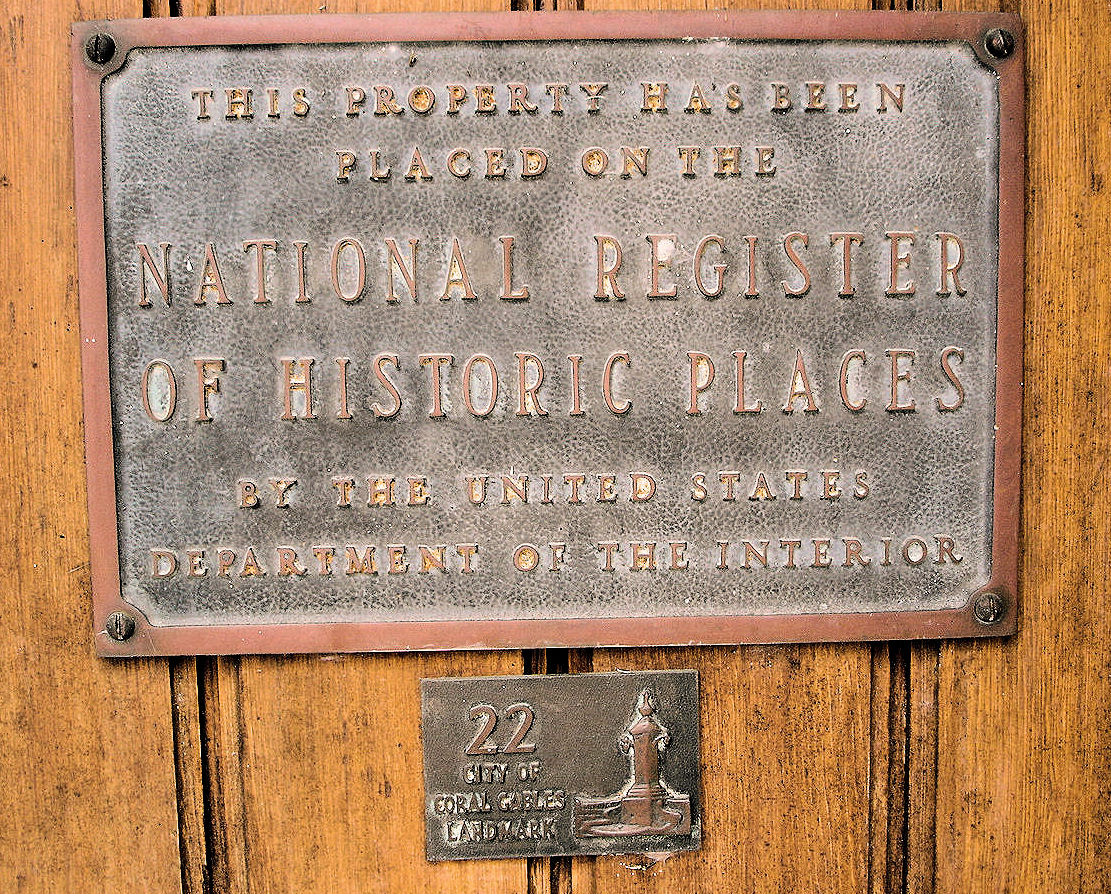 THIS PROPERTY HAS BEEN
PLACED ON THE
NATIONAL REGISTER
OF HISTORIC PLACES
BY THE UNITED STATES
DEPARTMENT OF THE INTERIOR
22
CITY OF
CORAL GABLES
LANDMARK